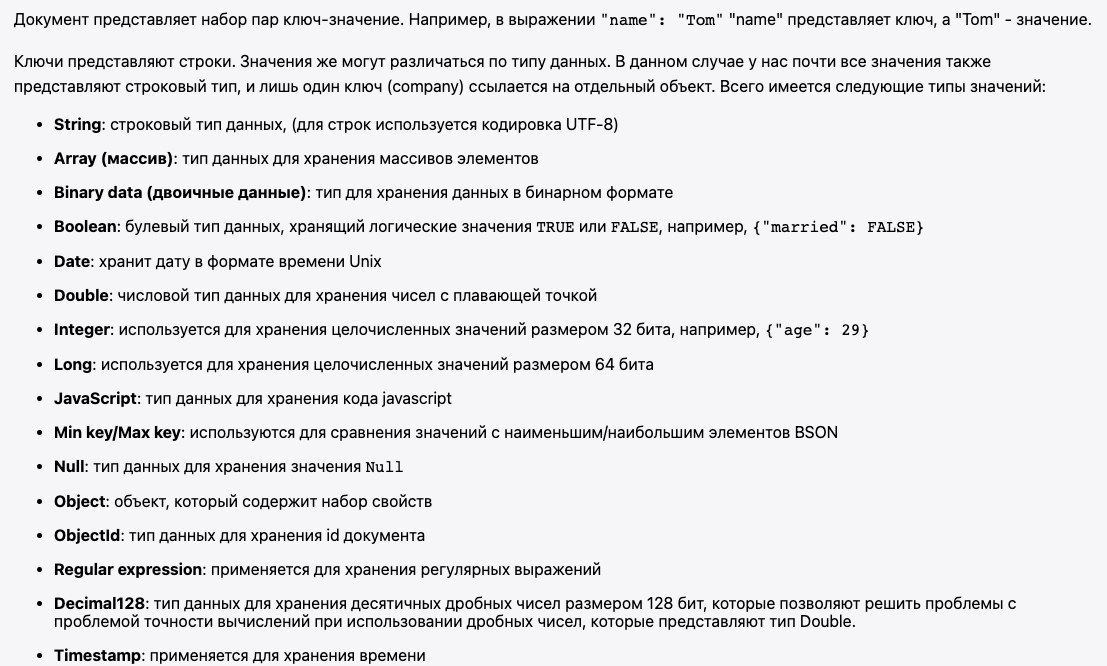 Документ представляет набор пар ключ-значение. Например, в выражении "name": "Tom" "name" представляет ключ, а "Tom" - значение.
Ключи представляют строки. Значения же могут различаться по типу данных. В данном случае у нас почти все значения также
представляют строковый тип, и лишь один ключ (company) ссылается на отдельный объект. Всего имеется следующие типы значений:
• String: строковый тип данных, (для строк используется кодировка UTF-8)
• Array (массив): тип данных для хранения массивов элементов
• Binary data (двоичные данные): тип для хранения данных в бинарном формате
• Boolean: булевый тип данных, хранящий логические значения TRUE или FALSE, например, {"married": FALSE}
• Date: хранит дату в формате времени Unix
• Double: числовой тип данных для хранения чисел с плавающей точкой
• Integer: используется для хранения целочисленных значений размером 32 бита, например, {"age": 29}
• Long: используется для хранения целочисленных значений размером 64 бита
• JavaScript: тип данных для хранения кода javascript
• Min key/Max key: используются для сравнения значений с наименьшим/наибольшим элементов BSON
• Null: тип данных для хранения значения Null
• Object: объект, который содержит набор свойств
• ObjectId: тип данных для хранения id документа
• Regular expression: применяется для хранения регулярных выражений
• Decimal128: тип данных для хранения десятичных дробных чисел размером 128 бит, которые позволяют решить проблемы с
проблемой точности вычислений при использовании дробных чисел, которые представляют тип Double.
• Timestamp: применяется для хранения времени